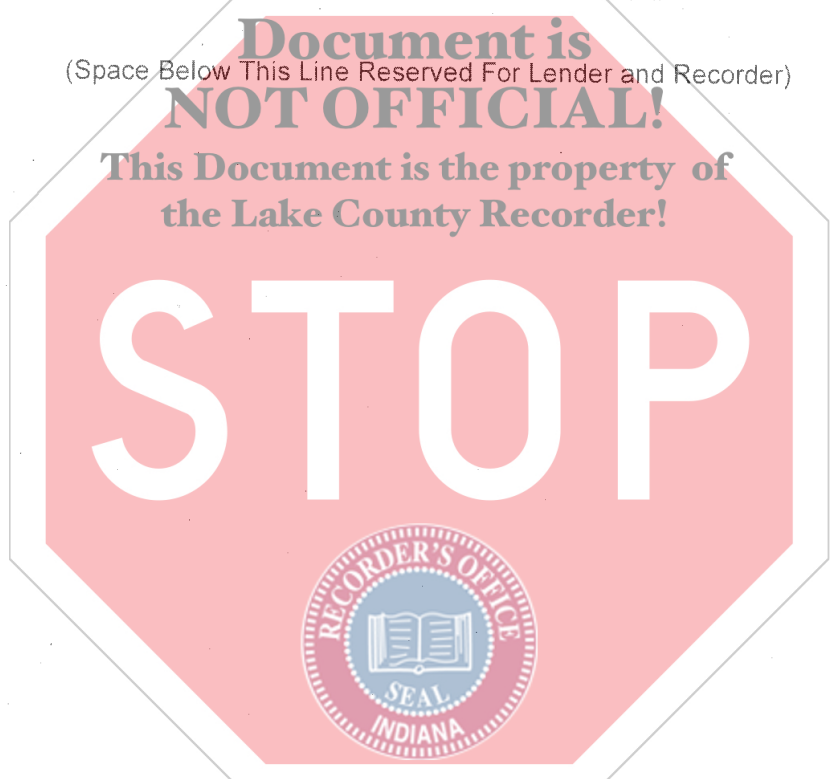 Document is
(Space Below This Line Reserved For Lender and Recorder)
NOT OFFICIAL!
This Document is the property of
the Lake County Recorder!
STOP
RECORDER'S OFFICE
SEAL
INDIANA